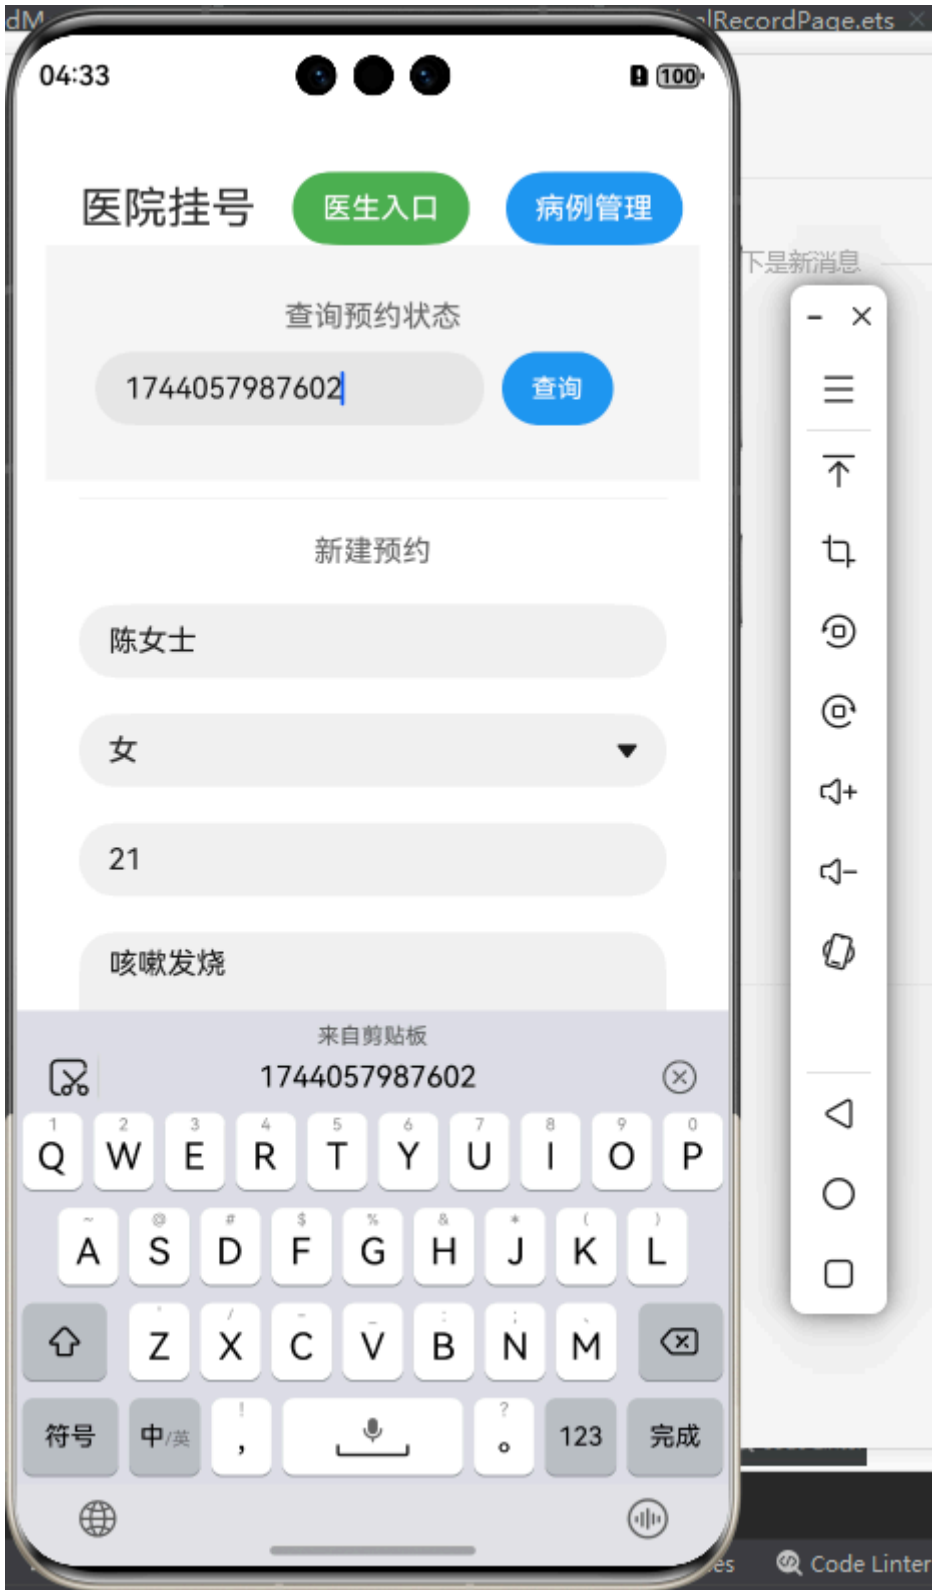 dM
alRecordPage.ets
04:33
100
医院挂号
医生入口
病例管理
下是新消息
查询预约状态
1744057987602
查询
新建预约
陈女士
女
21
咳嗽发烧
来自剪贴板
1744057987602
1 2 3 4 5 6 7 8 9 0
Q W E R T Y U I O P
~ @ # $ % & * ( )
A S D F G H J K L
' / - _ : ; 、
Z X C V B N M
! ?
符号 中/英 , 。 123 完成
es
Code Linter